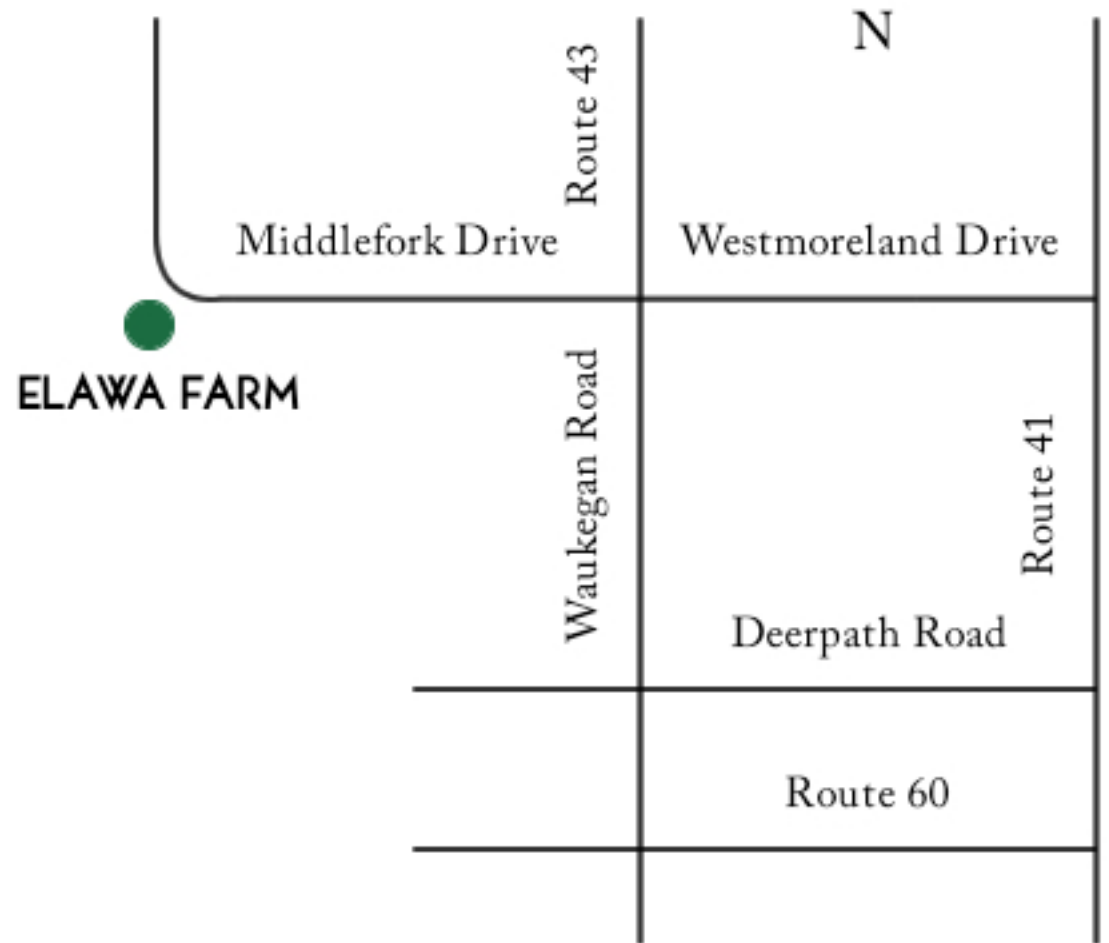 N
Route 43
Middlefork Drive
Westmoreland Drive
ELAWA FARM
Waukegan Road
Route 41
Deerpath Road
Route 60